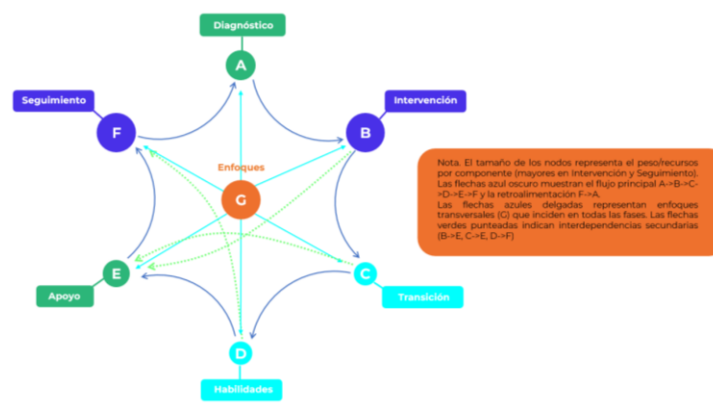 Diagnóstico
A
Seguimiento
Intervención
F
B
Enfoques
G
Nota. El tamaño de los nodos representa el peso/recursos
por componente (mayores en Intervención y Seguimiento).
Las flechas azul oscuro muestran el flujo principal A->B->C-
>D->E->F y la retroalimentación F->A.
Las flechas azules delgadas representan enfoques
transversales (G) que inciden en todas las fases. Las flechas
verdes punteadas indican interdependencias secundarias
(B->E, C->E, D->F)
E
C
Apoyo
Transición
D
Habilidades